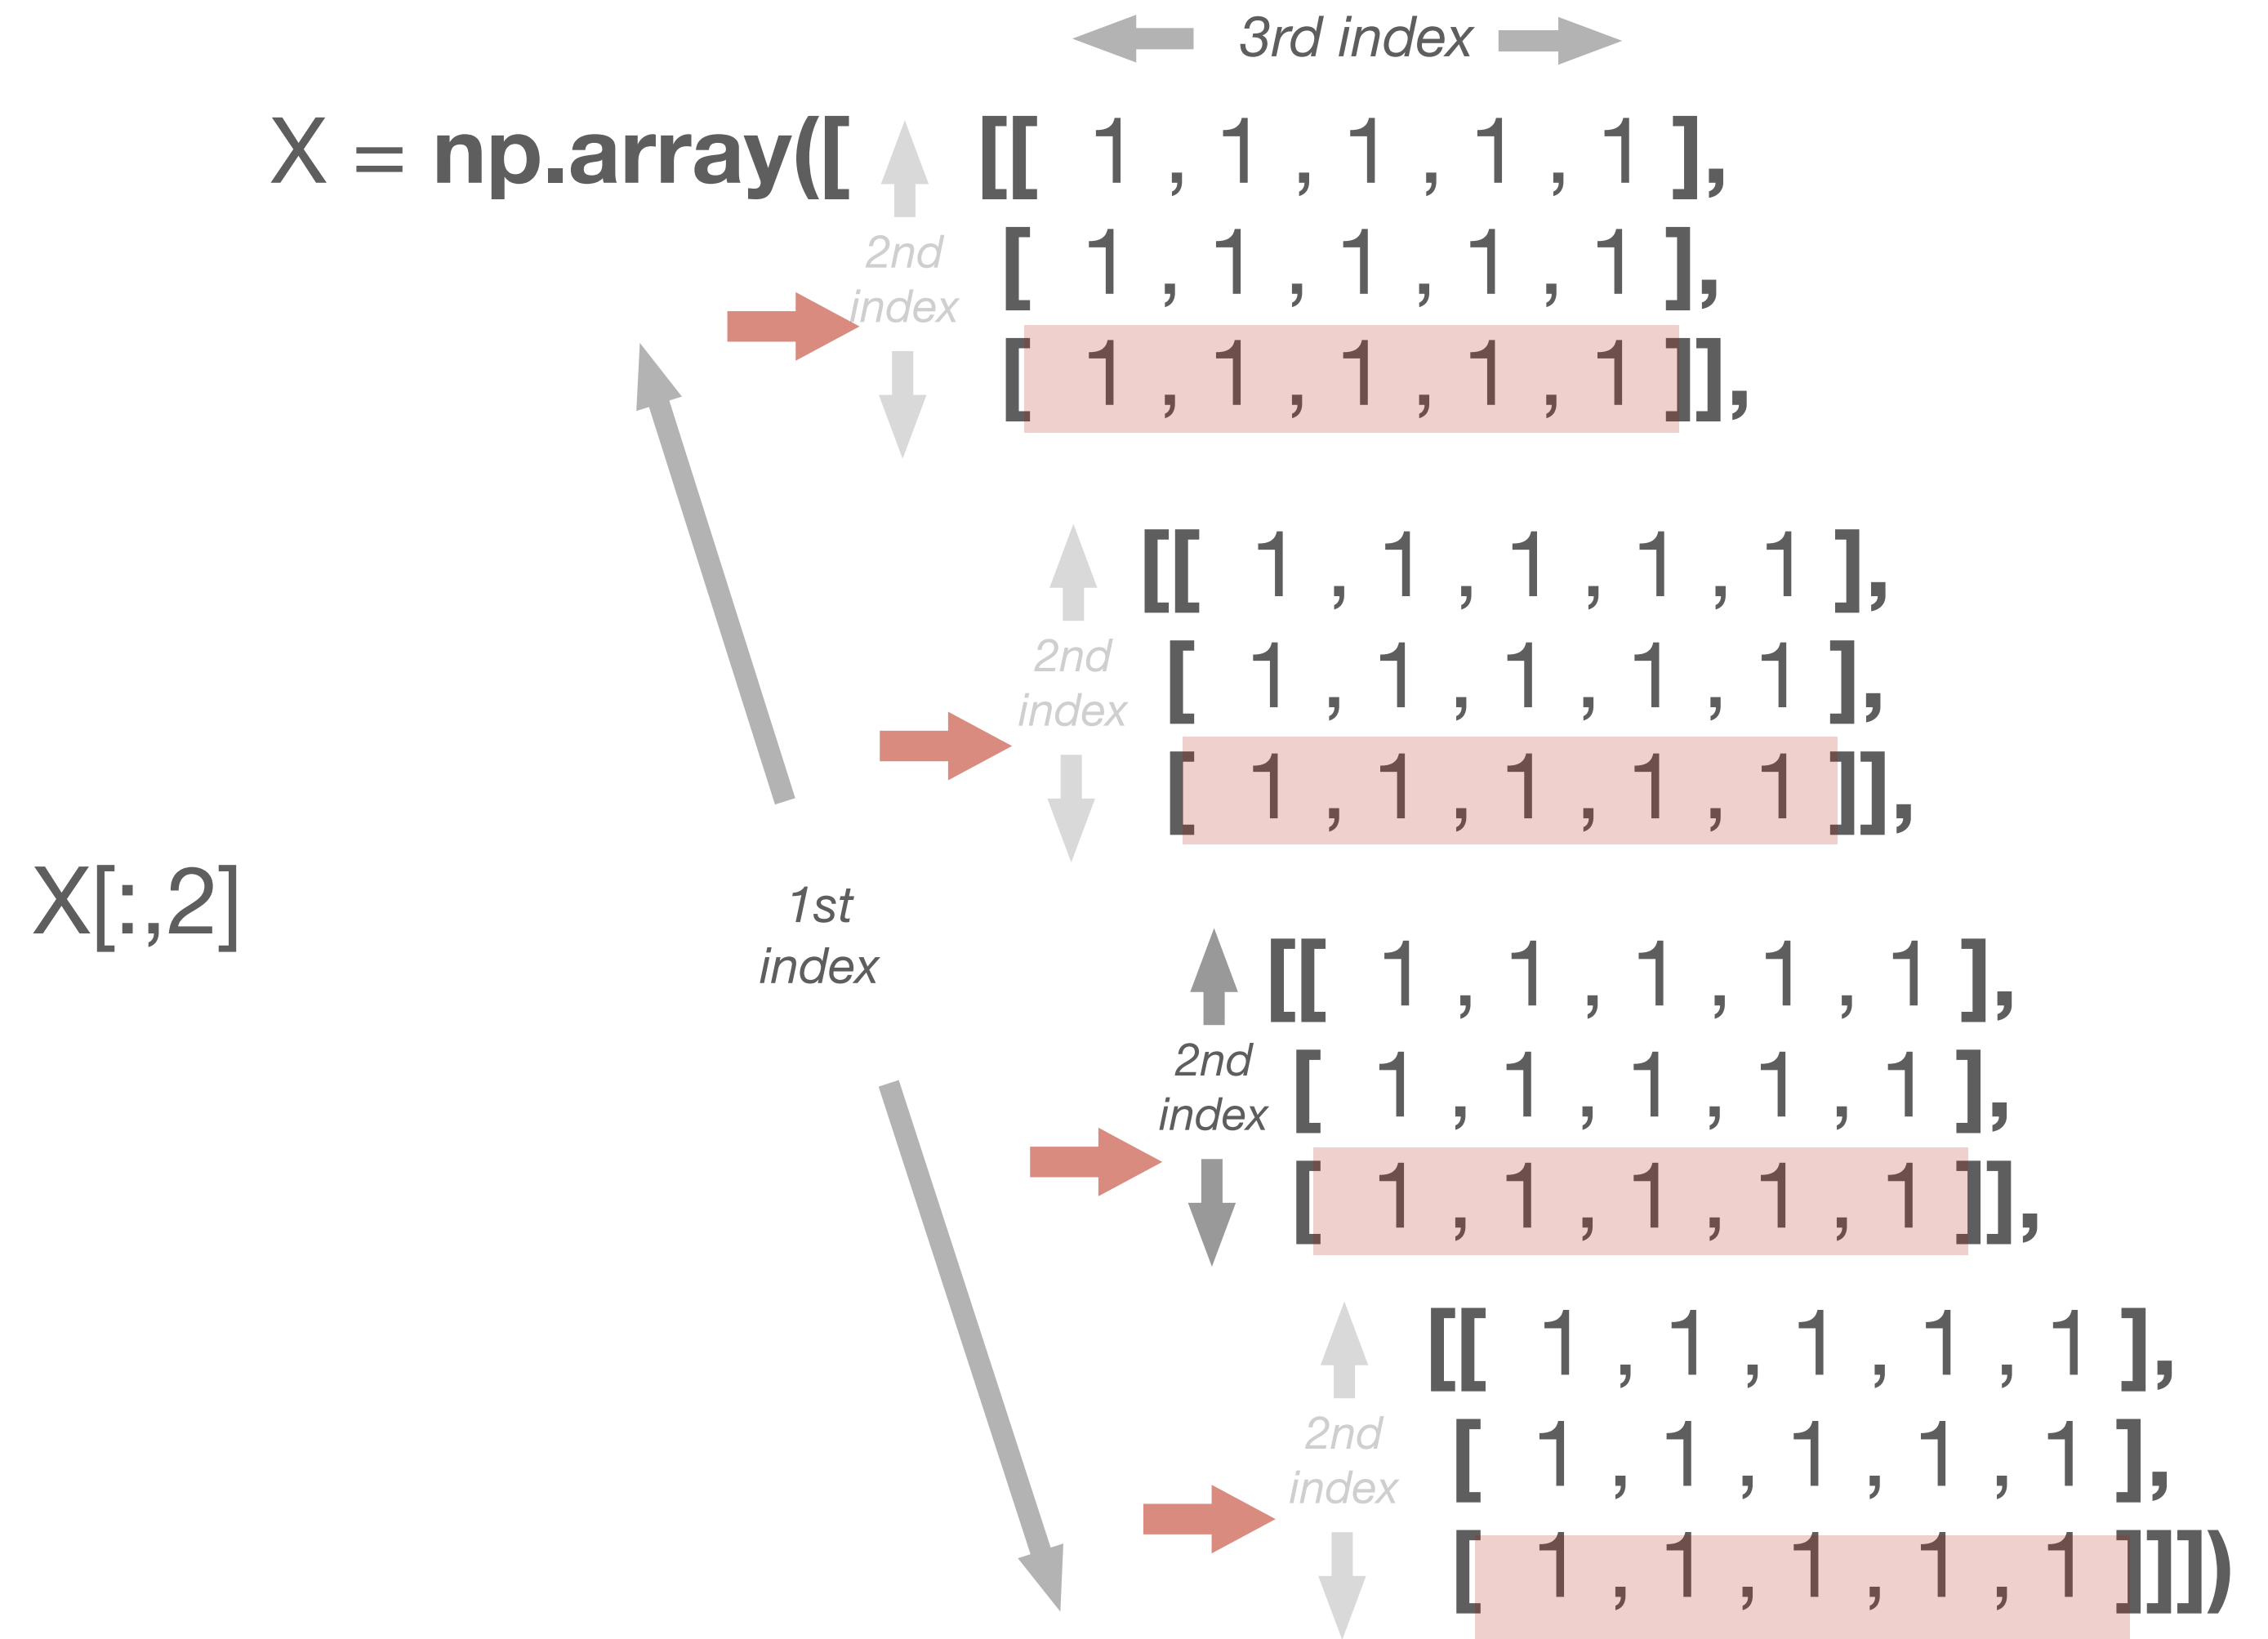 3rd index
X = np.array([ [[ 1 , 1 , 1 , 1 , 1 ],
2nd
index
[ 1 , 1 , 1 , 1 , 1 ],
[ 1 , 1 , 1 , 1 , 1 ]],
[[ 1 , 1 , 1 , 1 , 1 ],
2nd
index
[ 1 , 1 , 1 , 1 , 1 ],
[ 1 , 1 , 1 , 1 , 1 ]],
X[:,2]
1st
index
[[ 1 , 1 , 1 , 1 , 1 ],
2nd
index
[ 1 , 1 , 1 , 1 , 1 ],
[ 1 , 1 , 1 , 1 , 1 ]],
[[ 1 , 1 , 1 , 1 , 1 ],
2nd
index
[ 1 , 1 , 1 , 1 , 1 ],
[ 1 , 1 , 1 , 1 , 1 ]]])